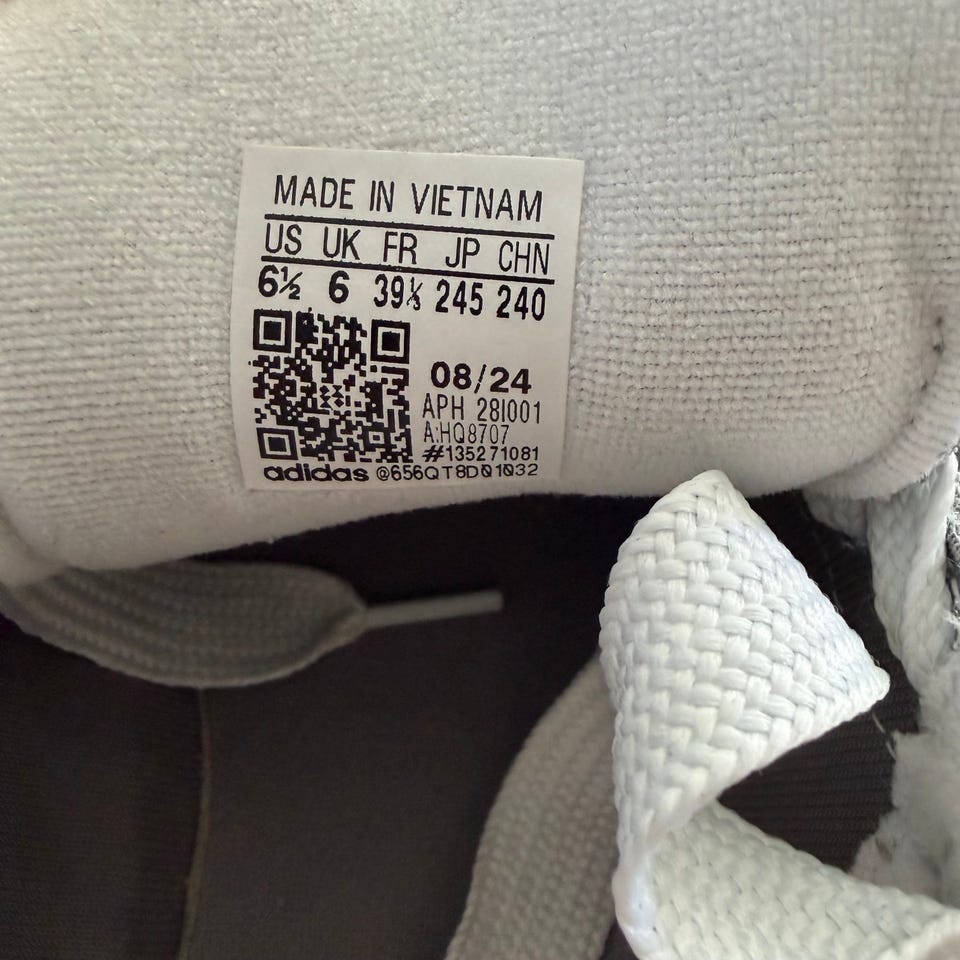 MADE IN VIETNAM
US UK FR JP CHN
6½ 6 39⅓ 245 240
08/24
APH 28I001
A:HQ8707
#135271081
adidas @656QT8D01032